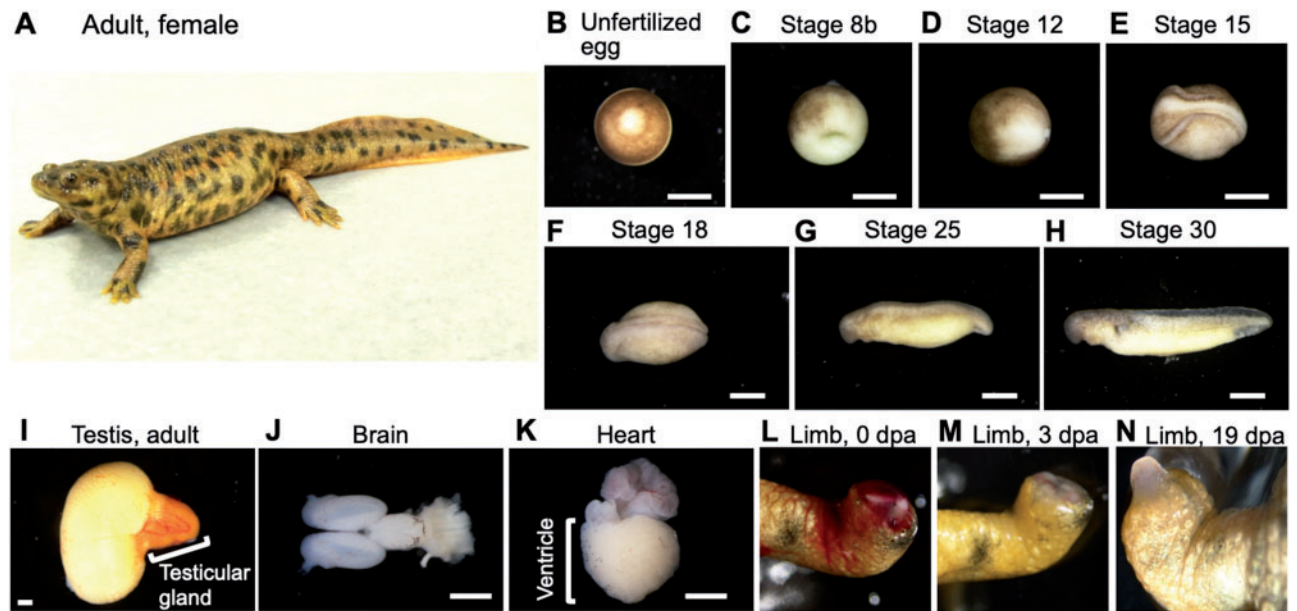 A Adult, female
B Unfertilized
egg
C Stage 8b
D Stage 12
E Stage 15
F Stage 18
G Stage 25
H Stage 30
I Testis, adult
Testicular
gland
J Brain
K Heart
Ventricle
L Limb, 0 dpa
M Limb, 3 dpa
N Limb, 19 dpa